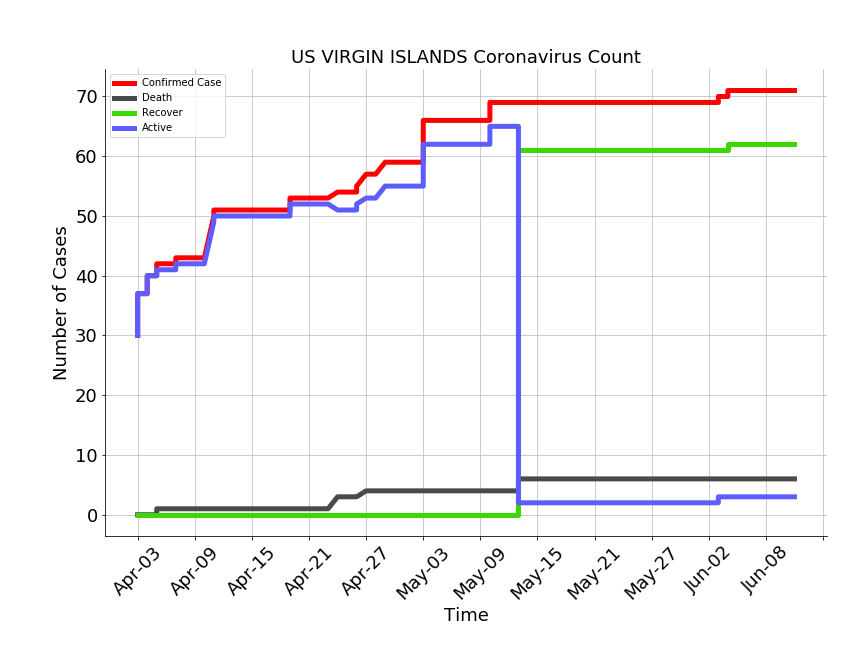 US VIRGIN ISLANDS Coronavirus Count
Confirmed Case
Death
Recover
Active
Number of Cases
70
60
50
40
30
20
10
0
Apr-03
Apr-09
Apr-15
Apr-21
Apr-27
May-03
May-09
May-15
May-21
May-27
Jun-02
Jun-08
Time